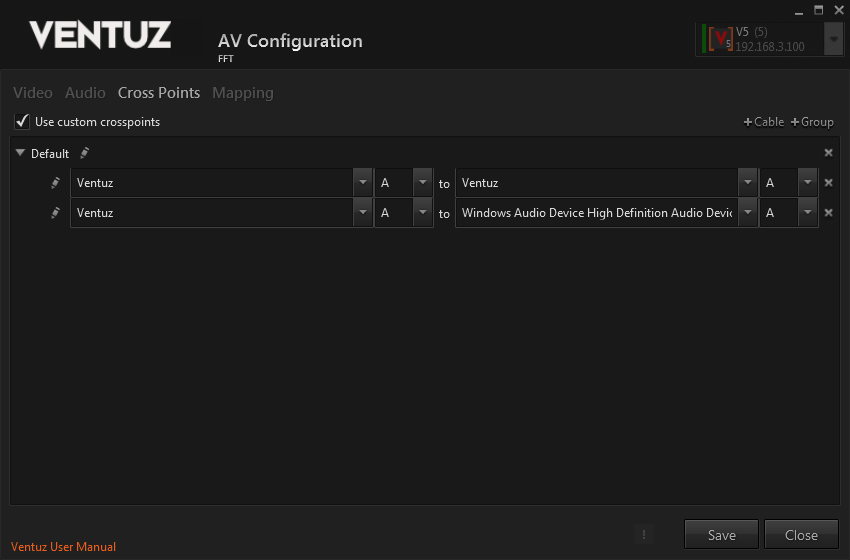 VENTUZ
AV Configuration
FFT
V5 (5)
192.168.3.100
Video Audio Cross Points Mapping
Use custom crosspoints
+Cable +Group
Default
Ventuz A to Ventuz A
Ventuz A to Windows Audio Device High Definition Audio Devic A
Ventuz User Manual
! Save Close